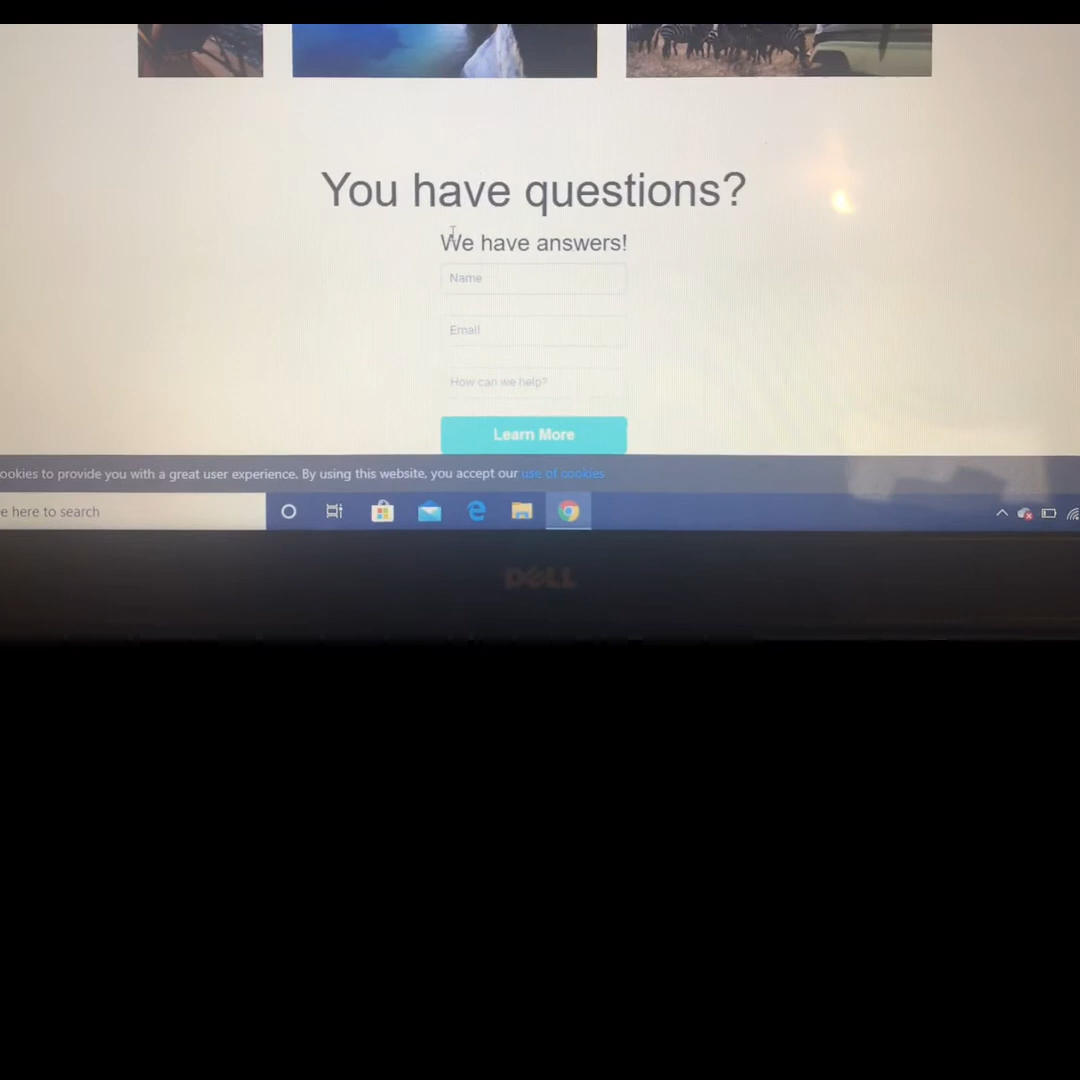 You have questions?
We have answers!
Name
Email
How can we help?
Learn More
ookies to provide you with a great user experience. By using this website, you accept our use of cookies
e here to search
DELL